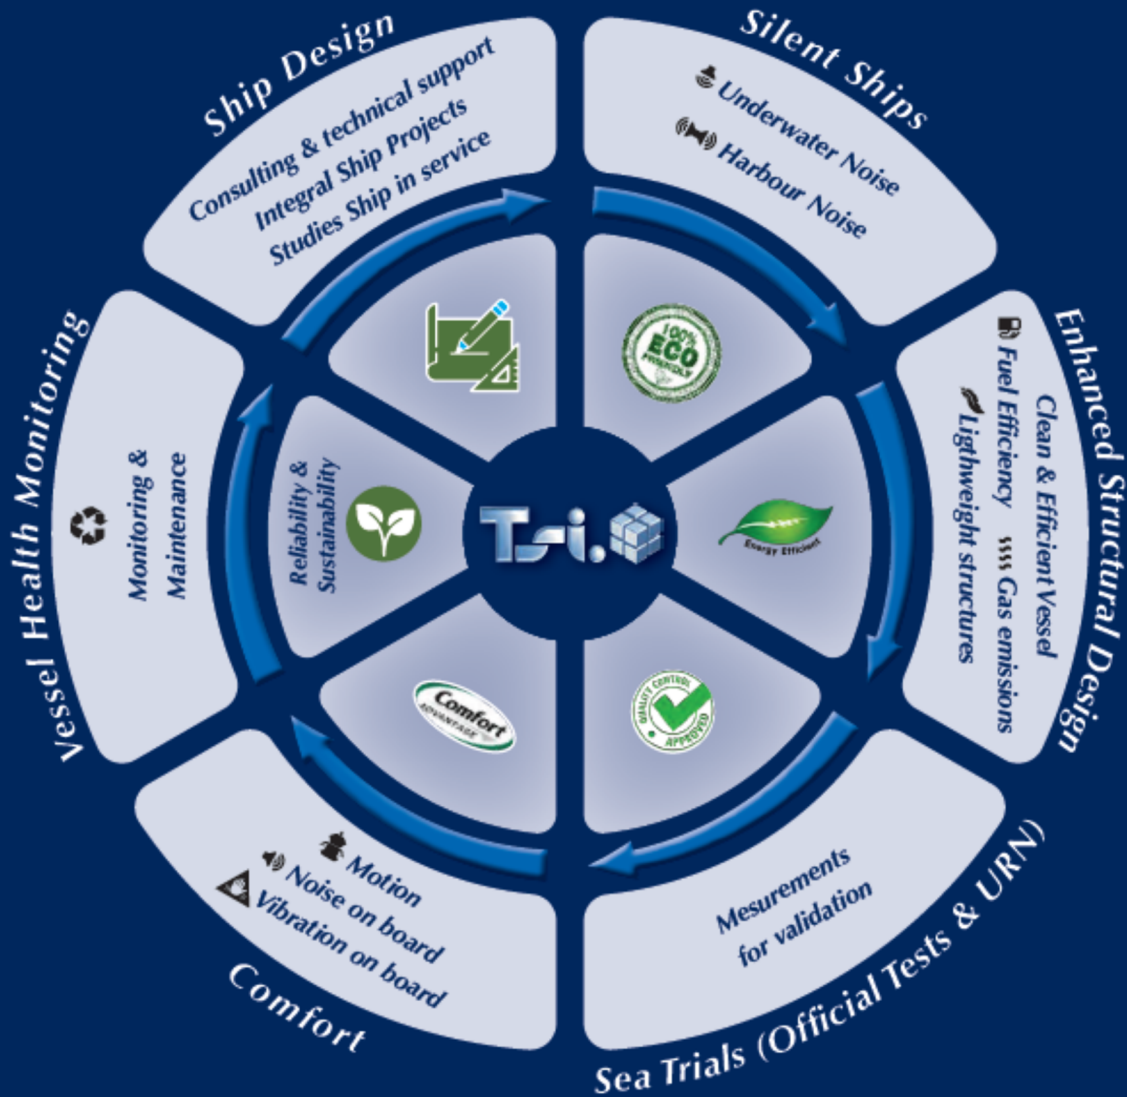 Ship Design
Consulting & technical support
Integral Ship Projects
Studies Ship in service
Silent Ships
Underwater Noise
Harbour Noise
100%
ECO
FRIENDLY
Enhanced Structural Design
Clean & Efficient Vessel
Fuel Efficiency
Gas emissions
Ligthweight structures
Energy Efficient
Sea Trials (Official Tests & URN)
Mesurements
for validation
QUALITY CONTROL
APPROVED
Comfort
Motion
Noise on board
Vibration on board
Comfort
ADVANTAGE
Vessel Health Monitoring
Monitoring &
Maintenance
Reliability &
Sustainability
Tsi.